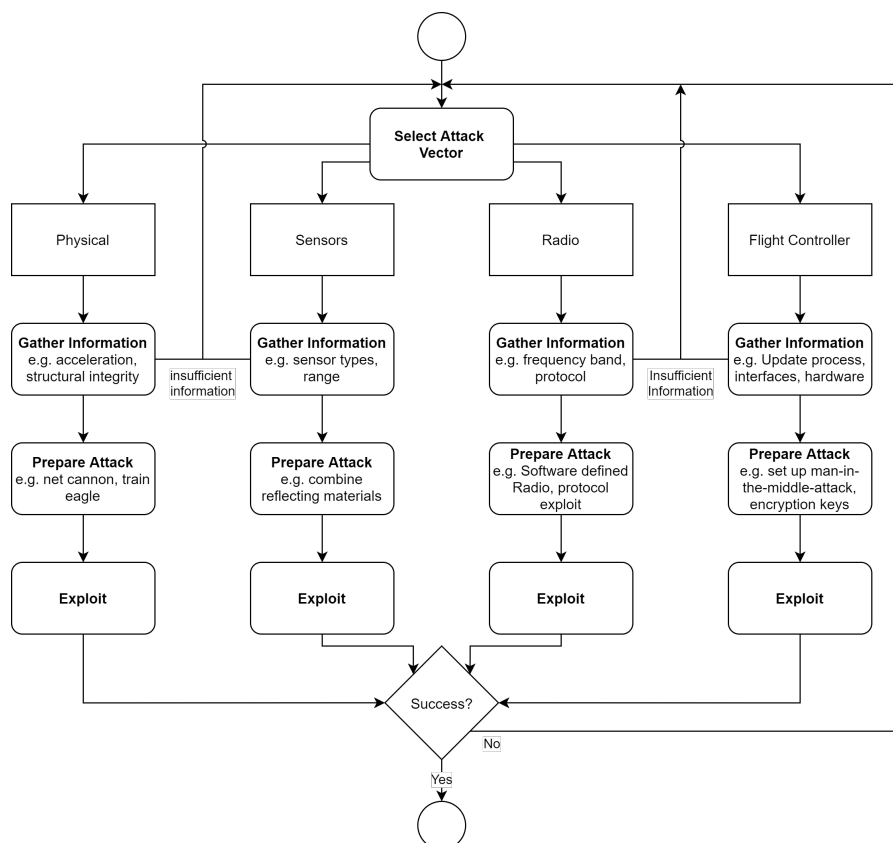 Select Attack
Vector
Physical
Sensors
Radio
Flight Controller
Gather Information
e.g. acceleration,
structural integrity
insufficient
information
Gather Information
e.g. sensor types,
range
Gather Information
e.g. frequency band,
protocol
Insufficient
Information
Gather Information
e.g. Update process,
interfaces, hardware
Prepare Attack
e.g. net cannon, train
eagle
Prepare Attack
e.g. combine
reflecting materials
Prepare Attack
e.g. Software defined
Radio, protocol
exploit
Prepare Attack
e.g. set up man-in-
the-middle-attack,
encryption keys
Exploit
Exploit
Exploit
Exploit
Success?
No
Yes